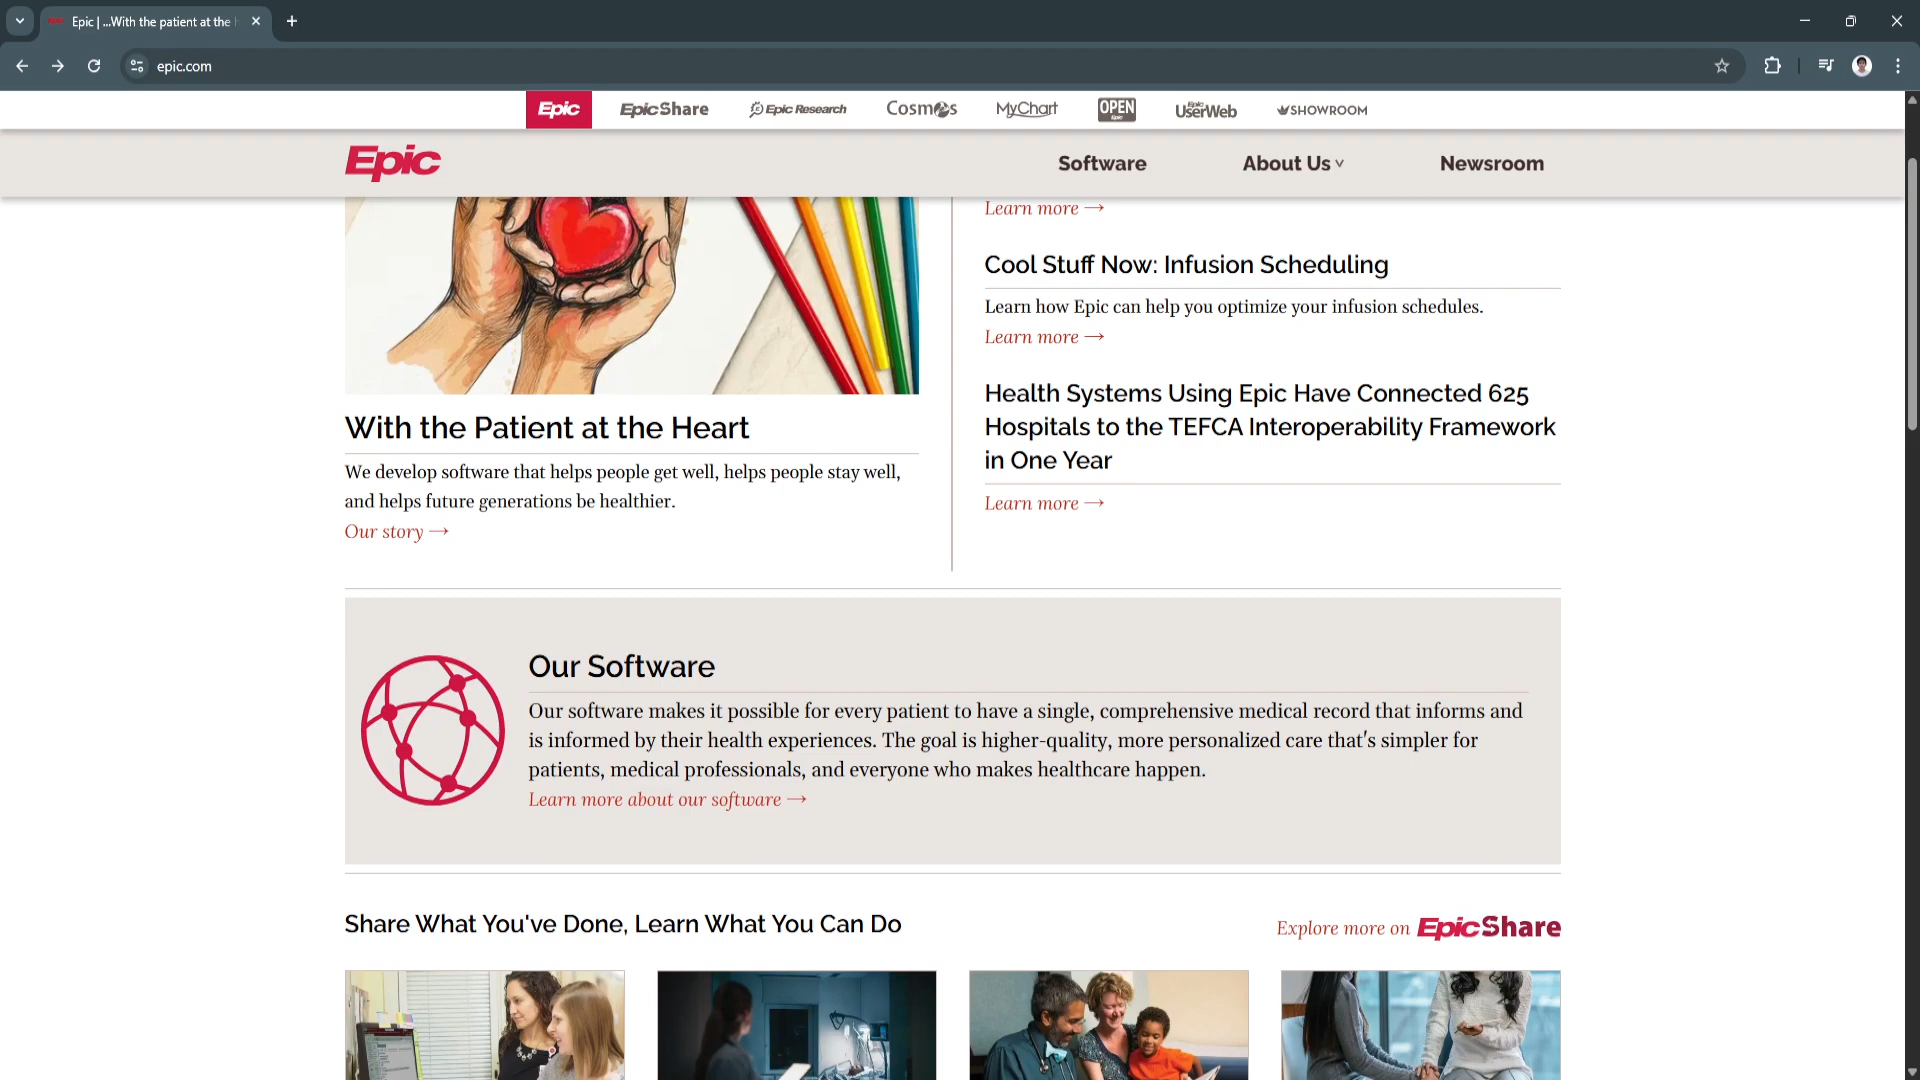 Epic | ...With the patient at the
epic.com
Epic
EpicShare
Epic Research
Cosmos
MyChart
OPEN
Epic
Epic
UserWeb
SHOWROOM
Epic
Software
About Us
Newsroom
Learn more →
Cool Stuff Now: Infusion Scheduling
Learn how Epic can help you optimize your infusion schedules.
Learn more →
Health Systems Using Epic Have Connected 625
Hospitals to the TEFCA Interoperability Framework
in One Year
Learn more →
With the Patient at the Heart
We develop software that helps people get well, helps people stay well,
and helps future generations be healthier.
Our story →
Our Software
Our software makes it possible for every patient to have a single, comprehensive medical record that informs and
is informed by their health experiences. The goal is higher-quality, more personalized care that's simpler for
patients, medical professionals, and everyone who makes healthcare happen.
Learn more about our software →
Share What You've Done, Learn What You Can Do
Explore more on EpicShare